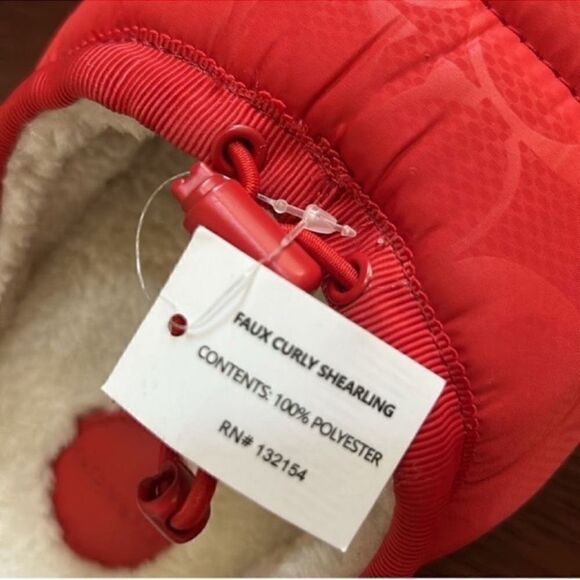 FAUX CURLY SHEARLING
CONTENTS: 100% POLYESTER
RN# 132154